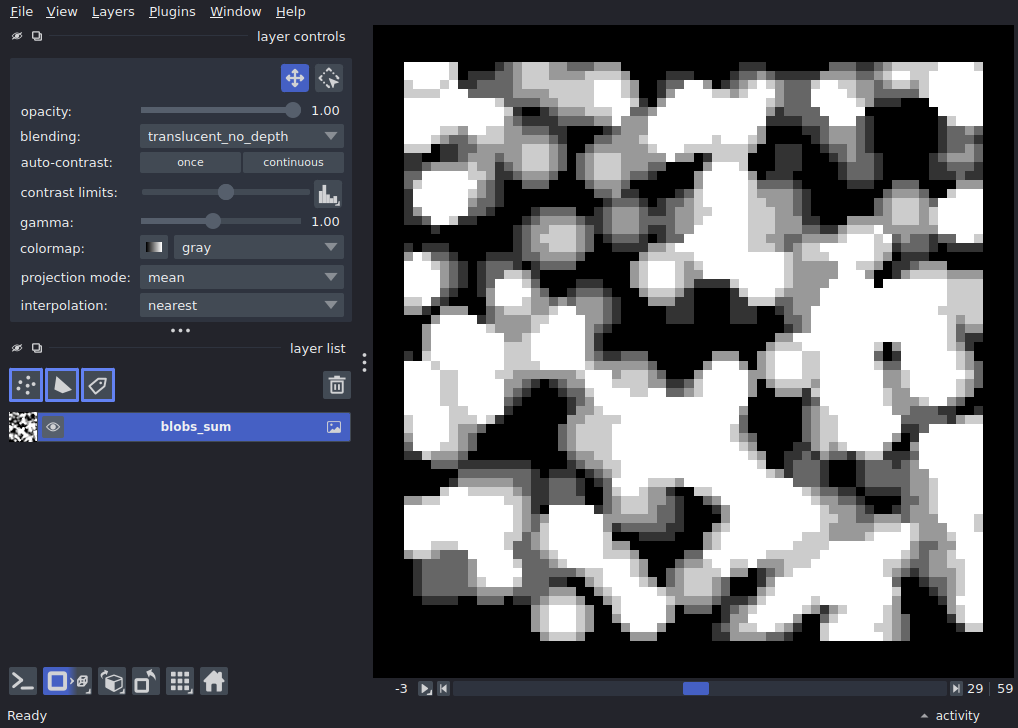 File View Layers Plugins Window Help
layer controls
opacity: 1.00
blending: translucent_no_depth
auto-contrast: once continuous
contrast limits:
gamma: 1.00
colormap: gray
projection mode: mean
interpolation: nearest
layer list
blobs_sum
-3 29 59
Ready activity